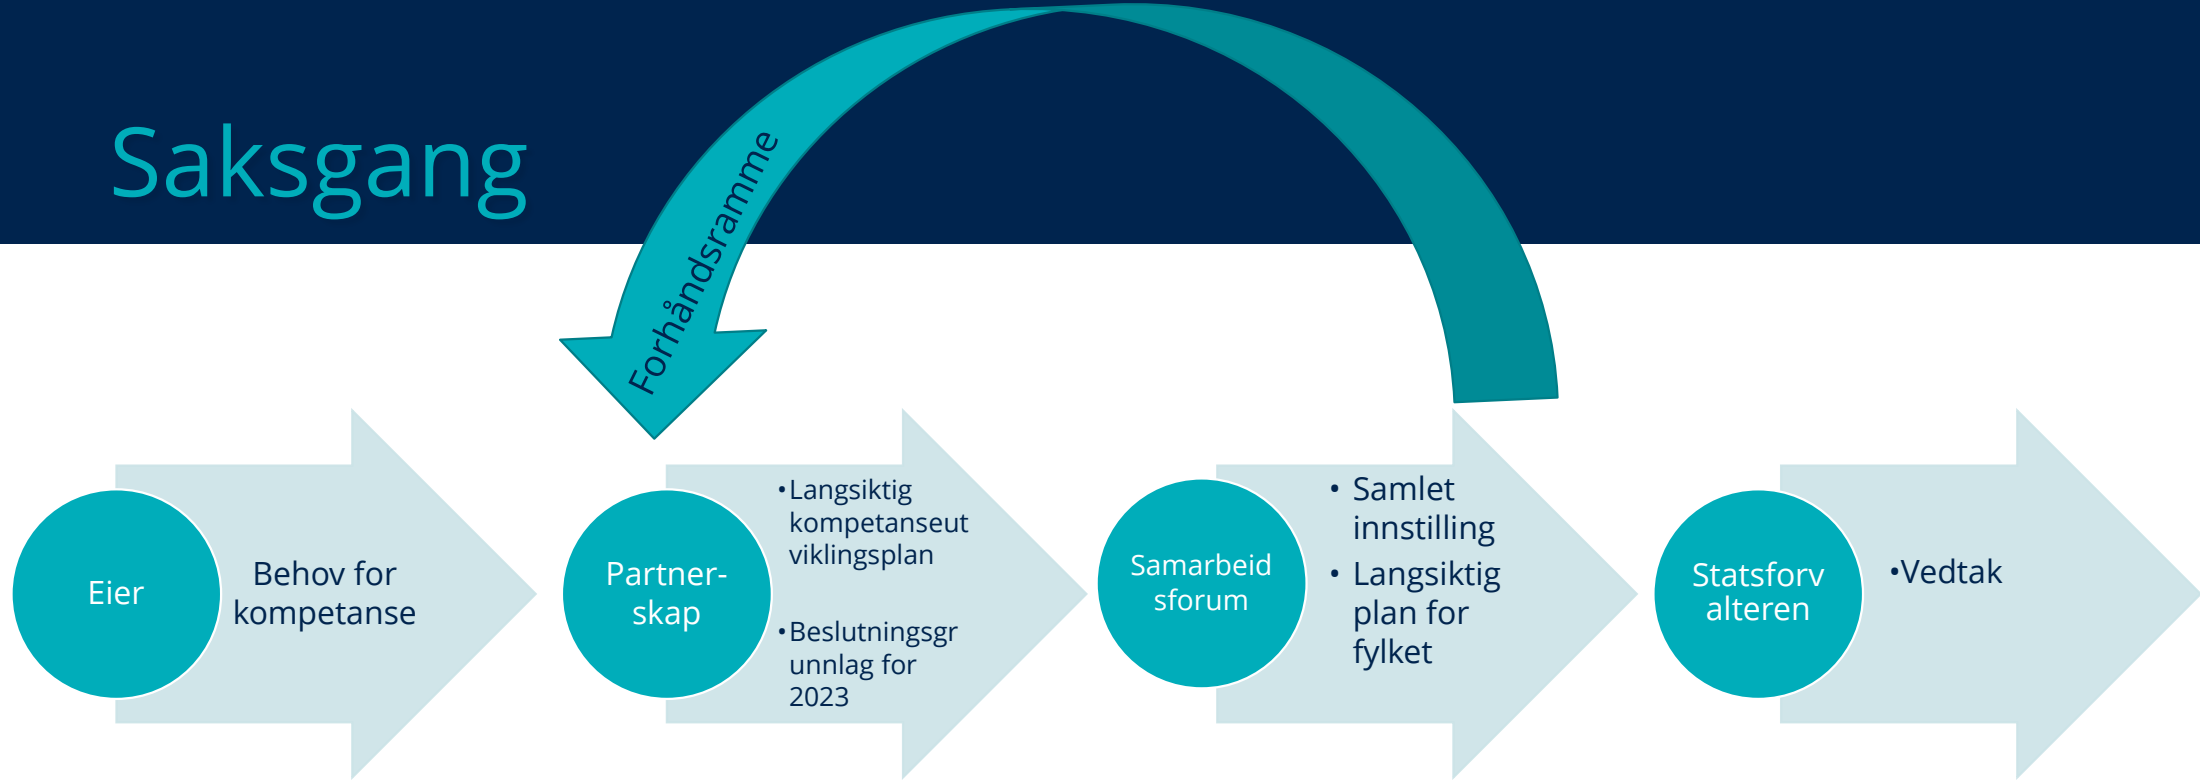 Saksgang
Forhåndsramme
Eier
Behov for
kompetanse
Partner-
skap
•Langsiktig
kompetanseut
viklingsplan
•Beslutningsgr
unnlag for
2023
Samarbeid
sforum
• Samlet
innstilling
• Langsiktig
plan for
fylket
Statsforv
alteren
•Vedtak